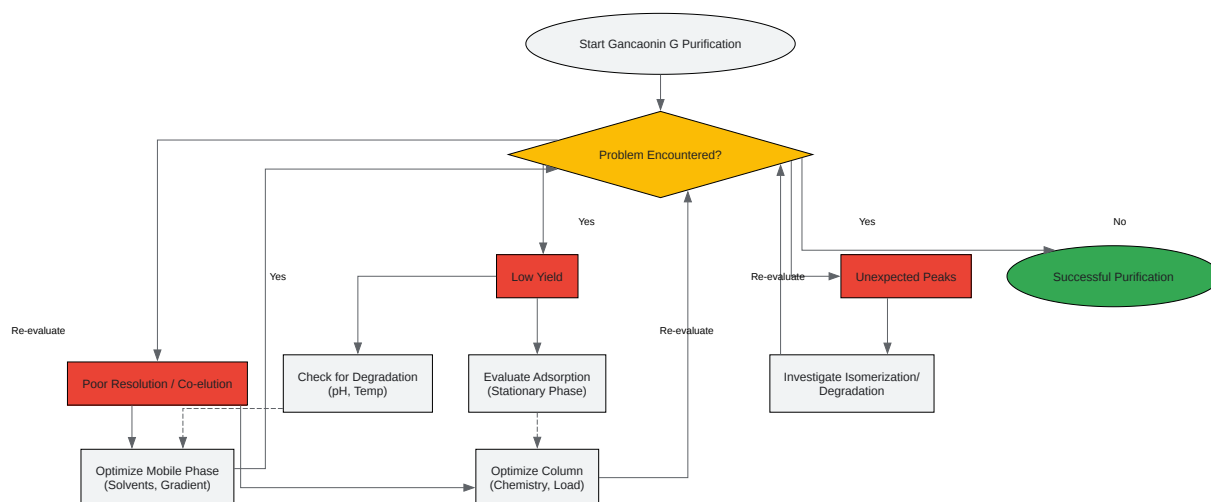 Start Gancaonin G Purification
Problem Encountered?
Yes
Yes
No
Yes
Low Yield
Re-evaluate
Unexpected Peaks
Successful Purification
Re-evaluate
Re-evaluate
Poor Resolution / Co-elution
Check for Degradation
(pH, Temp)
Evaluate Adsorption
(Stationary Phase)
Investigate Isomerization/
Degradation
Optimize Mobile Phase
(Solvents, Gradient)
Optimize Column
(Chemistry, Load)